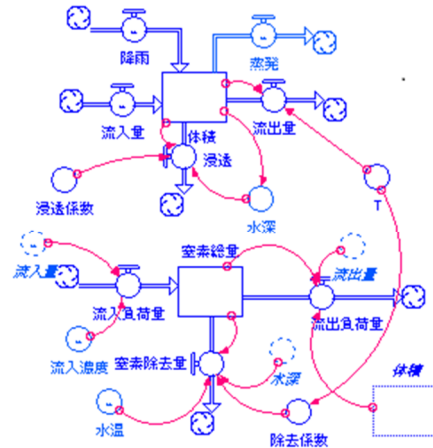 降雨
蒸発
流入量
体積
流出量
浸透
浸透係数
水深
T
流入量
窒素総量
流出量
流入負荷量
流出負荷量
流入濃度
窒素除去量
水深
体積
水温
除去係数